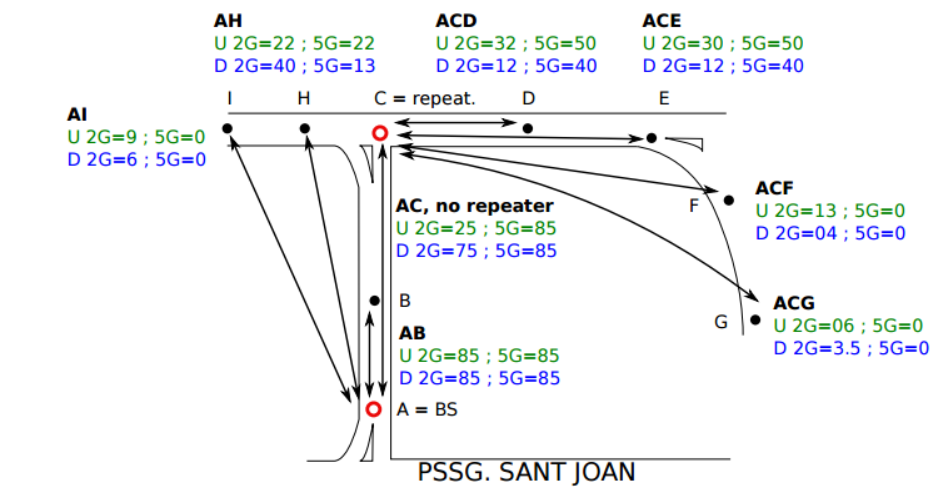 AH
U 2G=22 ; 5G=22
D 2G=40 ; 5G=13
ACD
U 2G=32 ; 5G=50
D 2G=12 ; 5G=40
ACE
U 2G=30 ; 5G=50
D 2G=12 ; 5G=40
I
H
C = repeat.
D
E
AI
U 2G=9 ; 5G=0
D 2G=6 ; 5G=0
F
ACF
U 2G=13 ; 5G=0
D 2G=04 ; 5G=0
AC, no repeater
U 2G=25 ; 5G=85
D 2G=75 ; 5G=85
B
G
ACG
U 2G=06 ; 5G=0
D 2G=3.5 ; 5G=0
AB
U 2G=85 ; 5G=85
D 2G=85 ; 5G=85
A = BS
PSSG. SANT JOAN